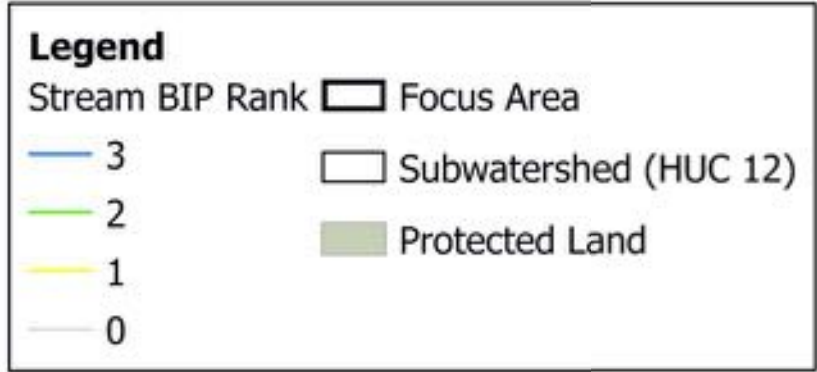 Legend
Stream BIP Rank
3
2
1
0
Focus Area
Subwatershed (HUC 12)
Protected Land